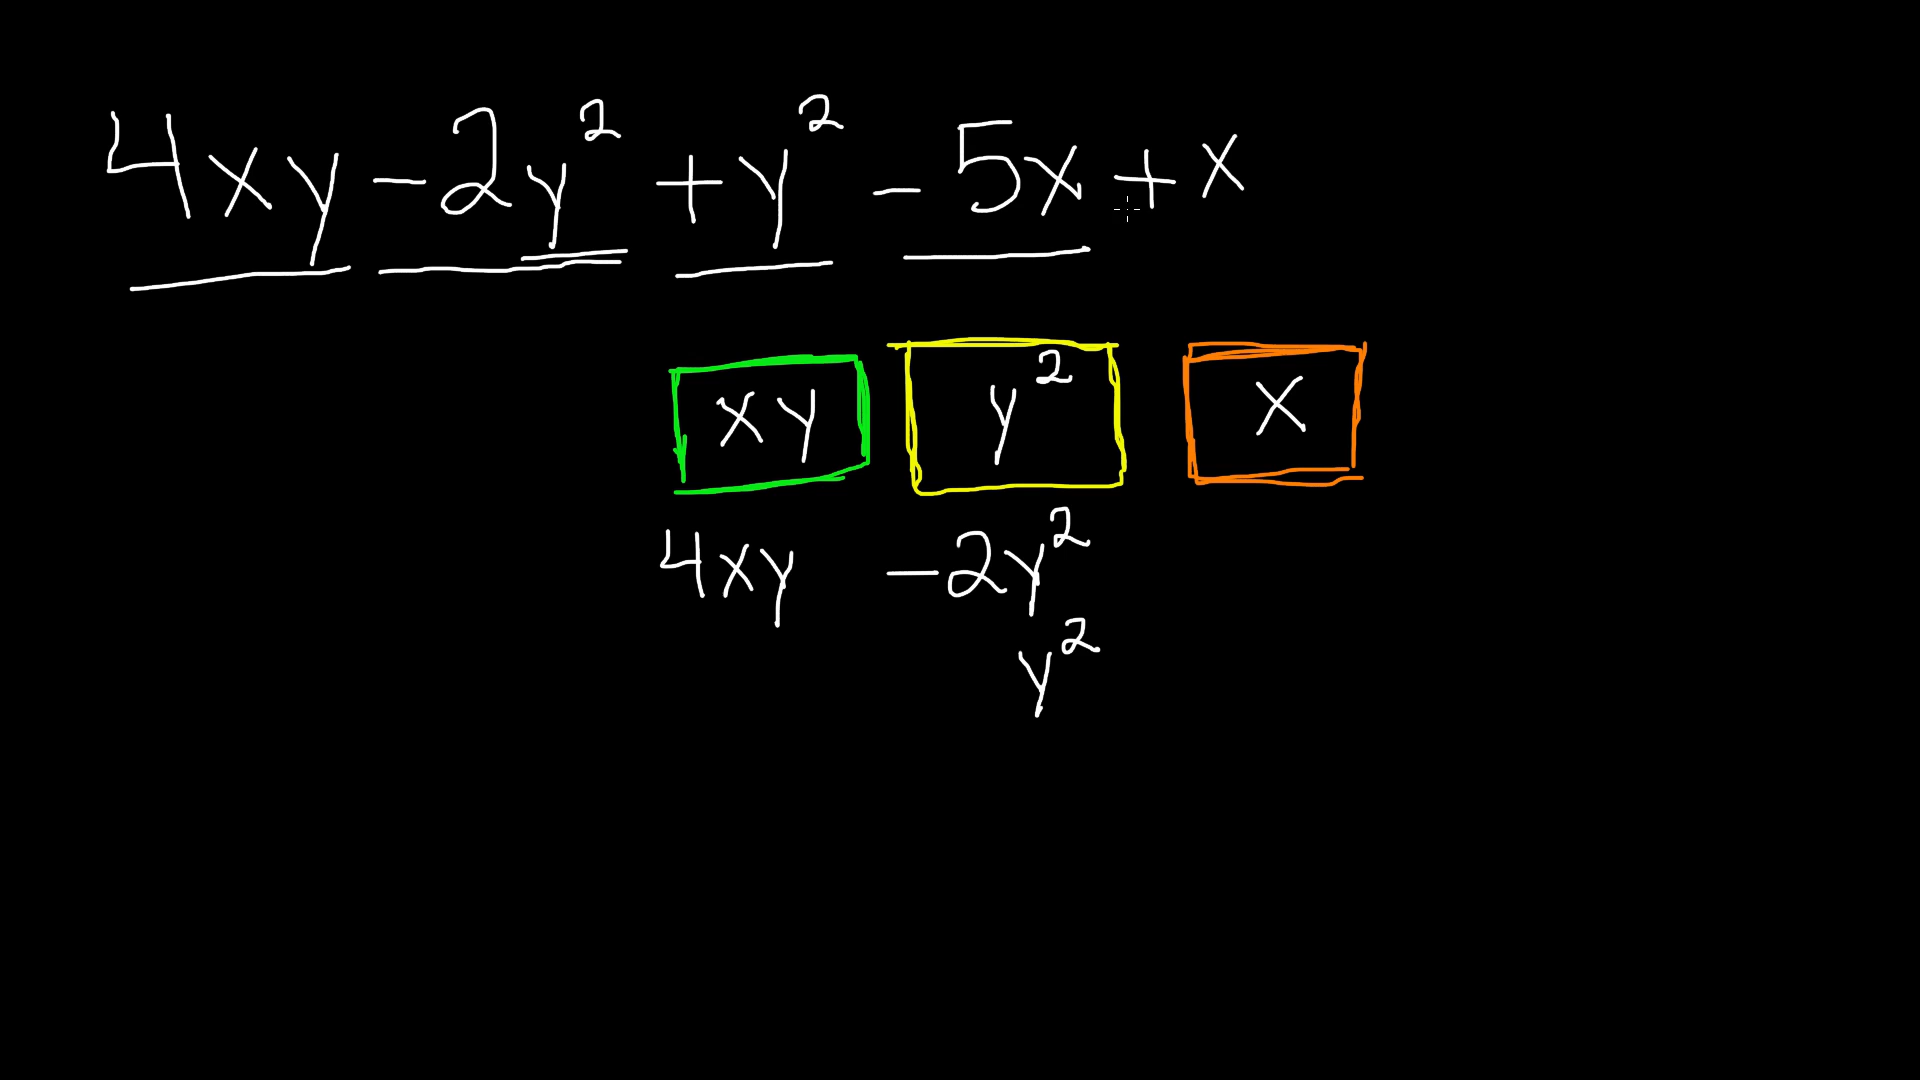 4xy - 2y² + y² - 5x + x
xy y² x
4xy -2y²
y²